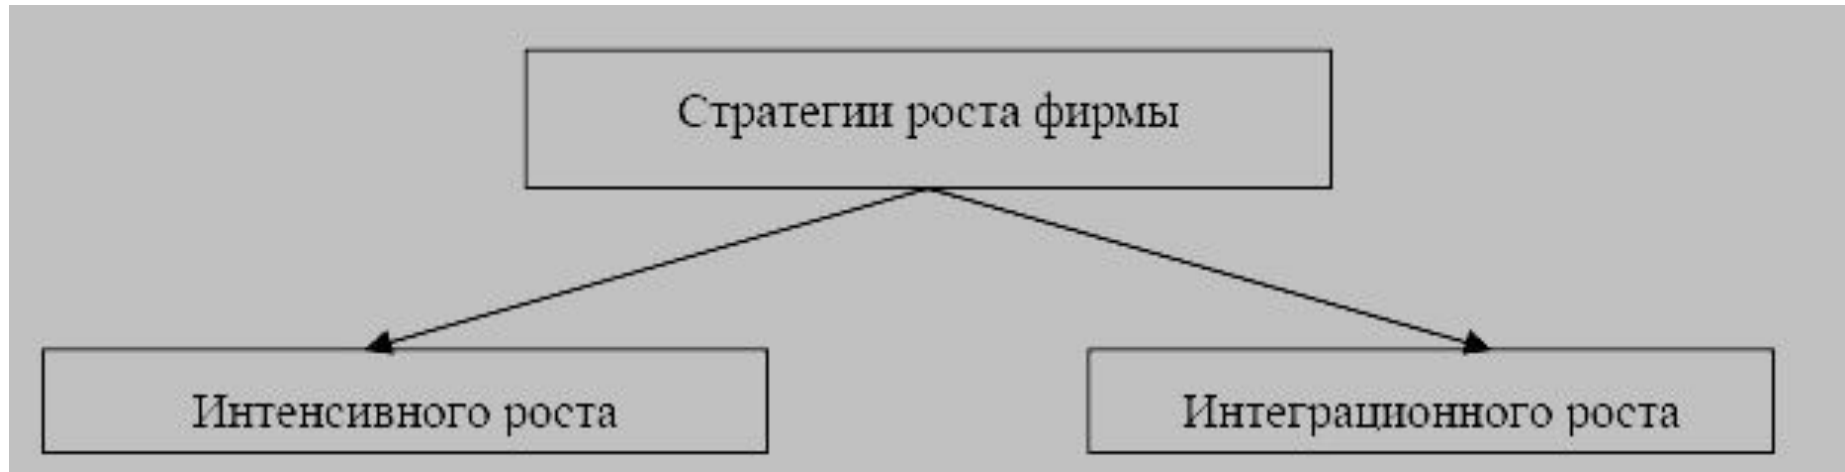 Стратегии роста фирмы
Интенсивного роста
Интеграционного роста